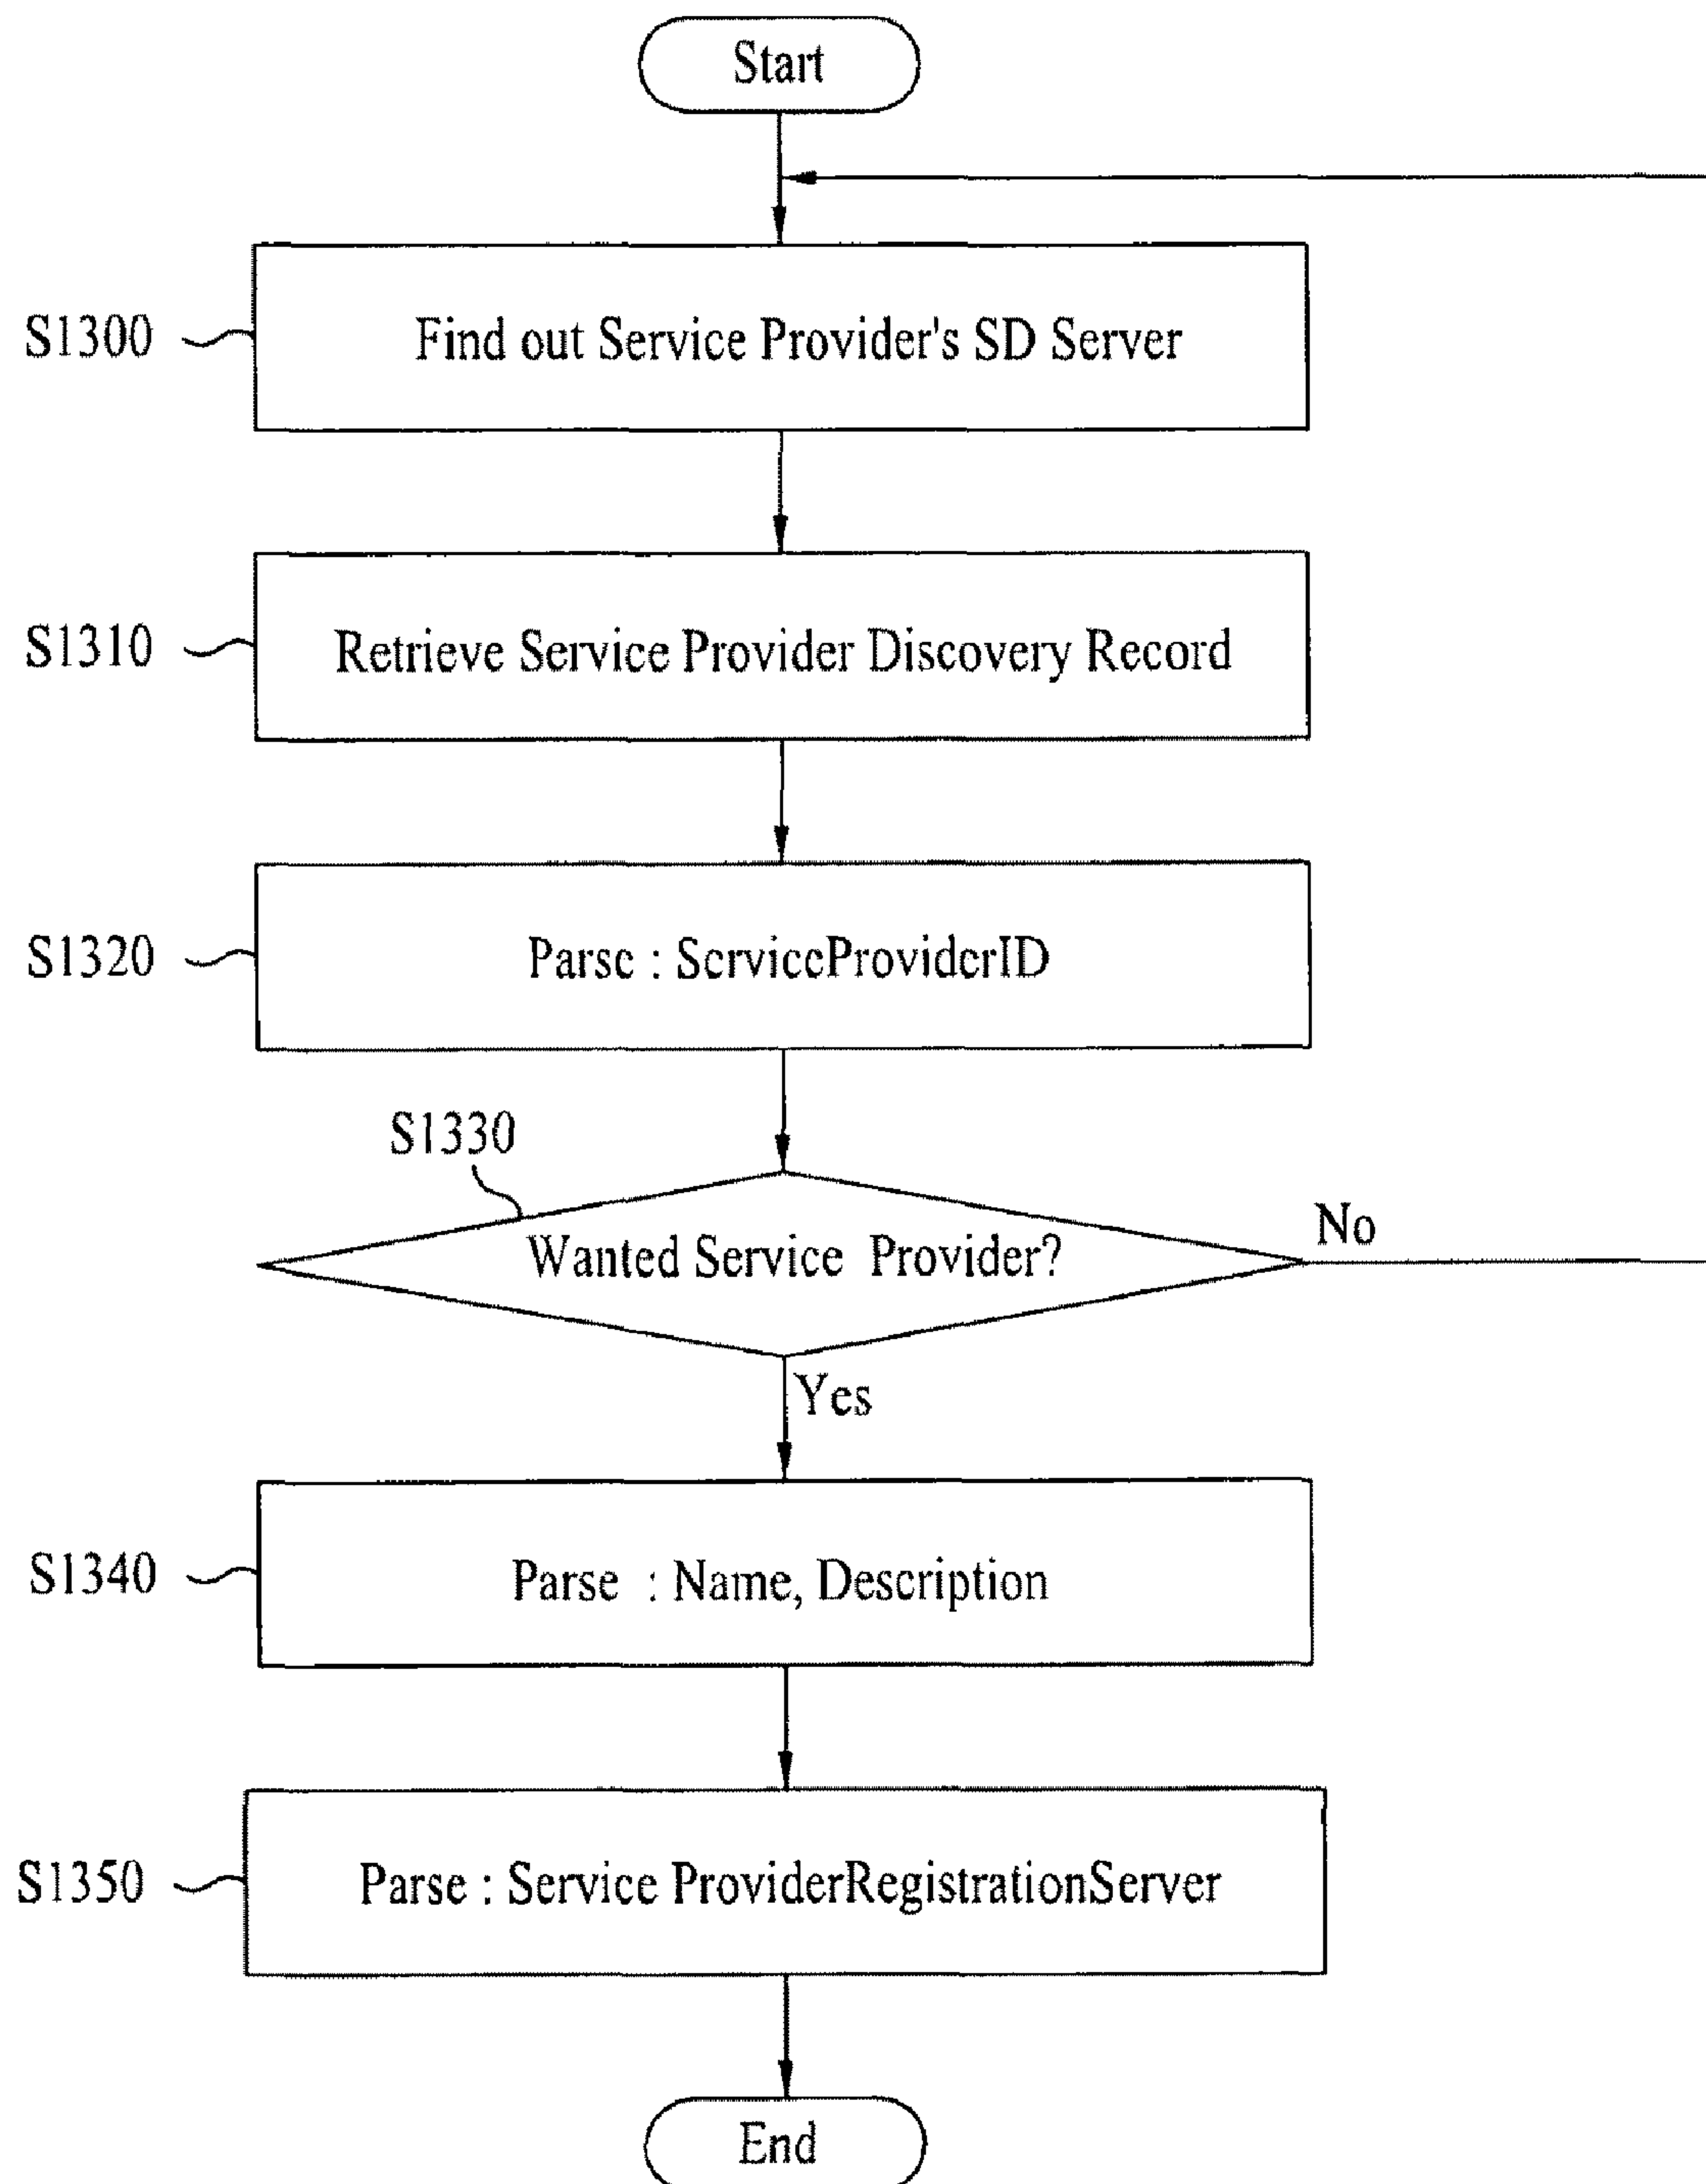 Start
S1300
Find out Service Provider's SD Server
S1310
Retrieve Service Provider Discovery Record
S1320
Parse : ServiceProviderID
S1330
Wanted Service Provider?
No
Yes
S1340
Parse : Name, Description
S1350
Parse : Service ProviderRegistrationServer
End